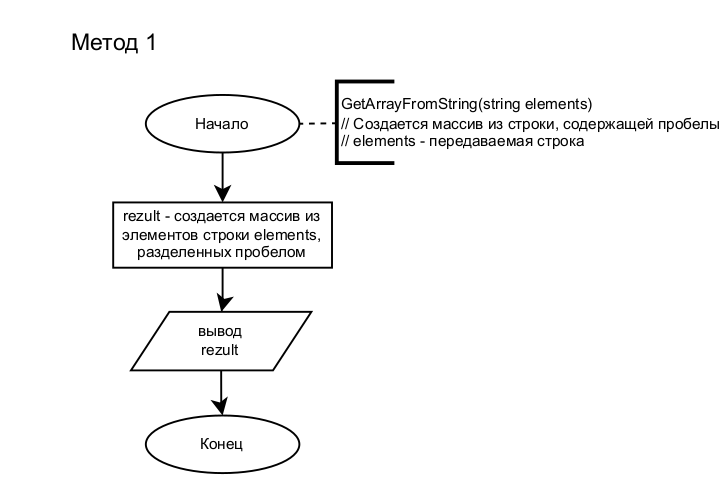 Метод 1
Начало
GetArrayFromString(string elements)
// Создается массив из строки, содержащей пробелы
// elements - передаваемая строка
rezult - создается массив из
элементов строки elements,
разделенных пробелом
вывод
rezult
Конец